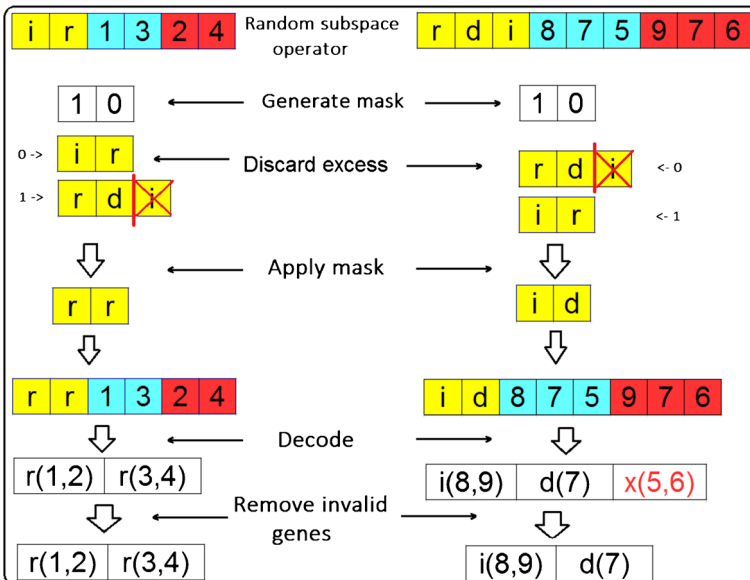 i r 1 3 2 4 Random subspace operator r d i 8 7 5 9 7 6
1 0 Generate mask 1 0
0 -> i r
Discard excess r d i <- 0
1 -> r d i
i r <- 1
Apply mask
r r i d
r r 1 3 2 4 i d 8 7 5 9 7 6
Decode
r(1,2) r(3,4) i(8,9) d(7) x(5,6)
Remove invalid genes
r(1,2) r(3,4) i(8,9) d(7)